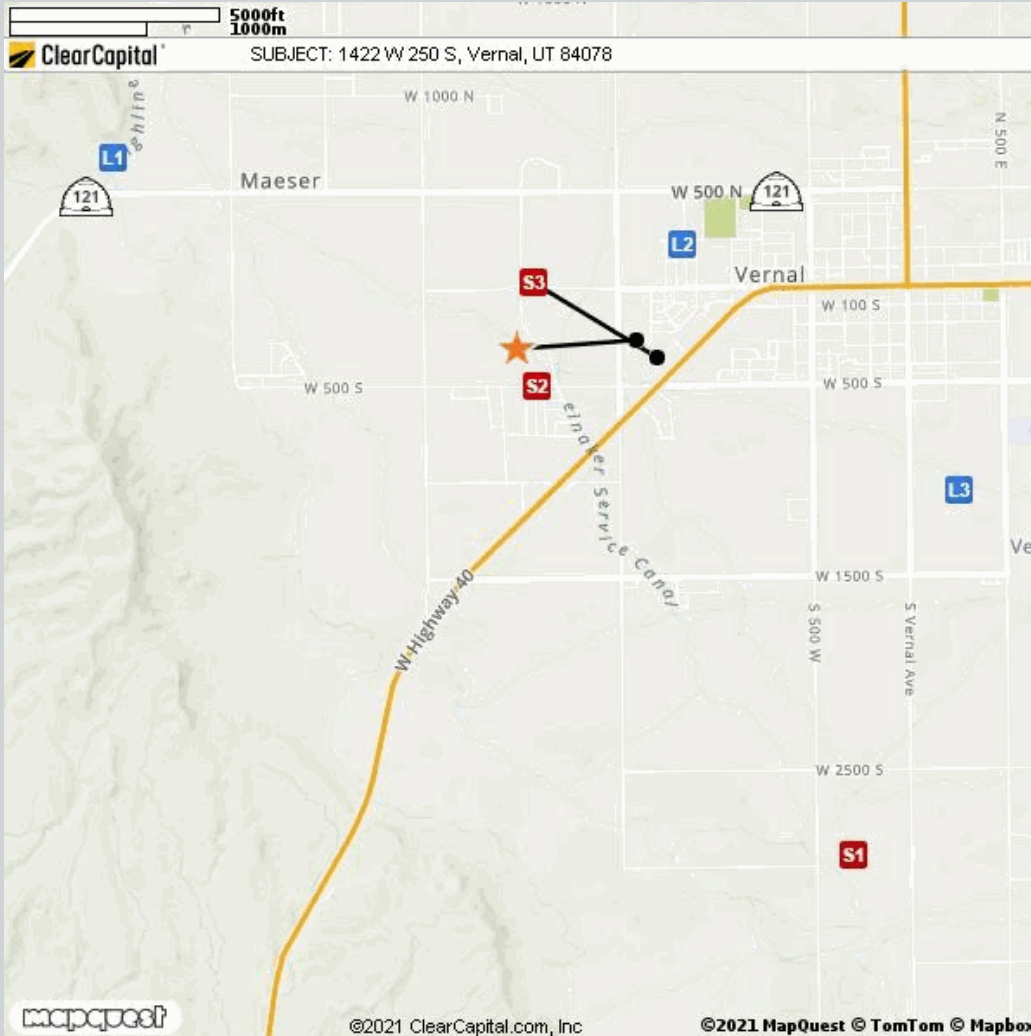 5000ft
1000m
ClearCapital
SUBJECT: 1422 W 250 S, Vernal, UT 84078
W 1000 N
N 500 E
L1
121
Maeser
W 500 N
121
L2
S3
Vernal
W 100 S
S2
W 500 S
W 500 S
einaker Service Canal
L3
W 1500 S
W Highway 40
S 500 W
S Vernal Ave
W 2500 S
S1
mapquest
©2021 ClearCapital.com, Inc
©2021 MapQuest © TomTom © Mapbox